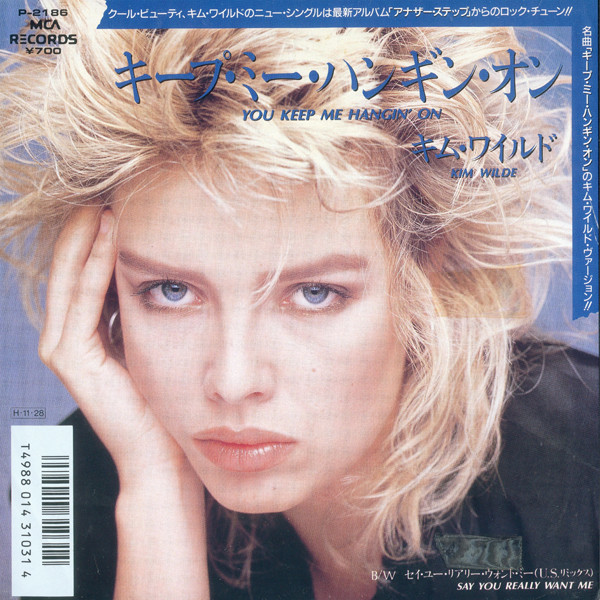 P-2186
MCA
RECORDS
¥700
クール・ビューティ、キム・ワイルドのニュー・シングルは最新アルバム「アナザー・ステップ」からのロック・チューン!!
名曲「キープ・ミー・ハンギン・オン」のキム・ワイルド・ヴァージョン!!
キープ・ミー・ハンギン・オン
YOU KEEP ME HANGIN' ON
キム・ワイルド
KIM WILDE
H-11-28
T4988 014 31031 4
B/W セイ・ユー・リアリー・ウォント・ミー(U.S.リミックス)
SAY YOU REALLY WANT ME